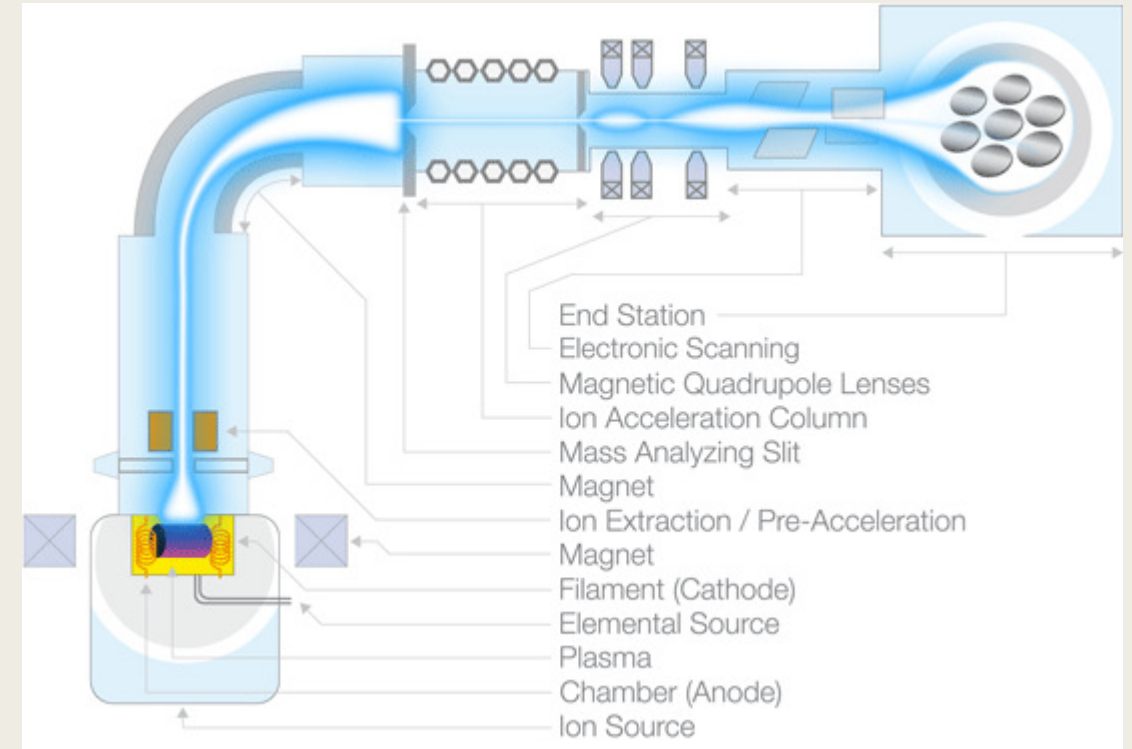 End Station
Electronic Scanning
Magnetic Quadrupole Lenses
Ion Acceleration Column
Mass Analyzing Slit
Magnet
Ion Extraction / Pre-Acceleration
Magnet
Filament (Cathode)
Elemental Source
Plasma
Chamber (Anode)
Ion Source